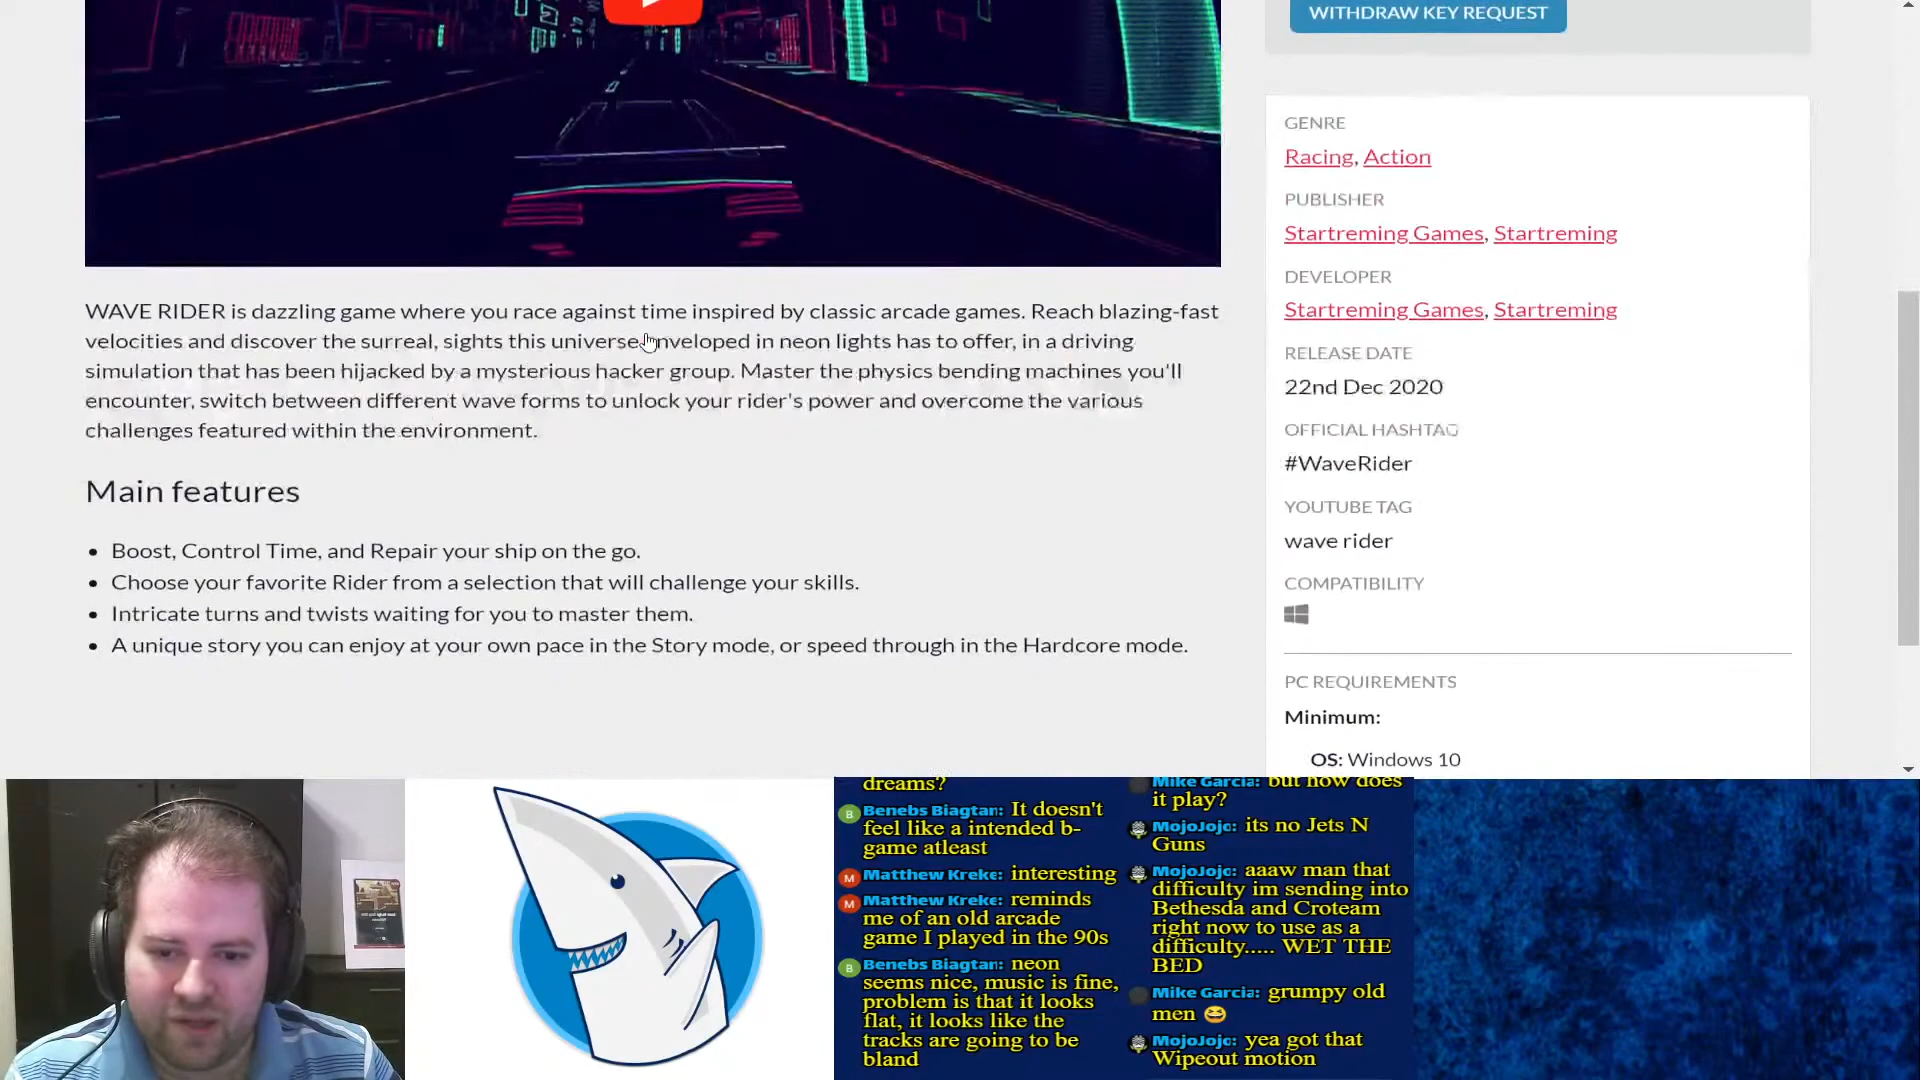 WITHDRAW KEY REQUEST
WAVE RIDER is dazzling game where you race against time inspired by classic arcade games. Reach blazing-fast
velocities and discover the surreal, sights this universe enveloped in neon lights has to offer, in a driving
simulation that has been hijacked by a mysterious hacker group. Master the physics bending machines you'll
encounter, switch between different wave forms to unlock your rider's power and overcome the various
challenges featured within the environment.
Main features
• Boost, Control Time, and Repair your ship on the go.
• Choose your favorite Rider from a selection that will challenge your skills.
• Intricate turns and twists waiting for you to master them.
• A unique story you can enjoy at your own pace in the Story mode, or speed through in the Hardcore mode.
GENRE
Racing, Action
PUBLISHER
Startreming Games, Startreming
DEVELOPER
Startreming Games, Startreming
RELEASE DATE
22nd Dec 2020
OFFICIAL HASHTAG
#WaveRider
YOUTUBE TAG
wave rider
COMPATIBILITY
PC REQUIREMENTS
Minimum:
OS: Windows 10
dreams?
B Benebs Biagtan: It doesn't
feel like a intended b-
game atleast
M Matthew Kreke: interesting
M Matthew Kreke: reminds
me of an old arcade
game I played in the 90s
B Benebs Biagtan: neon
seems nice, music is fine,
problem is that it looks
flat, it looks like the
tracks are going to be
bland
Mike Garcia: but how does
it play?
MojoJojo: its no Jets N
Guns
MojoJojo: aaaw man that
difficulty im sending into
Bethesda and Croteam
right now to use as a
difficulty..... WET THE
BED
Mike Garcia: grumpy old
men 😆
MojoJojo: yea got that
Wipeout motion